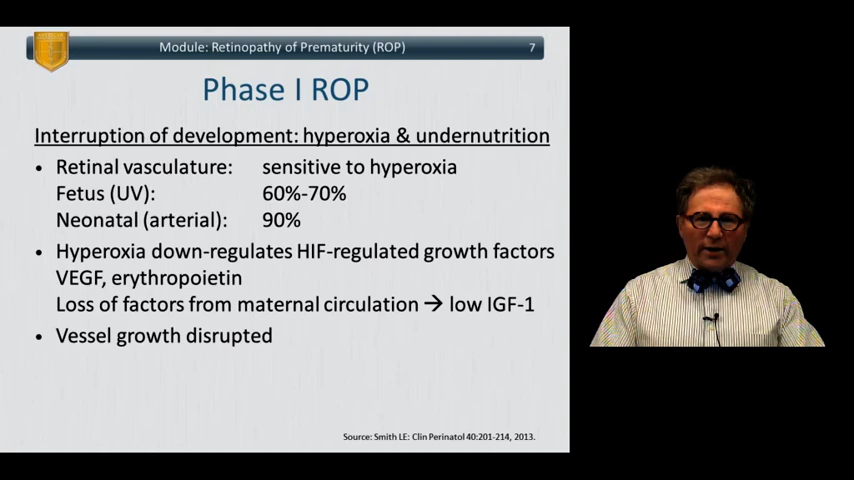 Module: Retinopathy of Prematurity (ROP) 7
Phase I ROP
Interruption of development: hyperoxia & undernutrition
• Retinal vasculature: sensitive to hyperoxia
Fetus (UV): 60%-70%
Neonatal (arterial): 90%
• Hyperoxia down-regulates HIF-regulated growth factors
VEGF, erythropoietin
Loss of factors from maternal circulation → low IGF-1
• Vessel growth disrupted
Source: Smith LE: Clin Perinatol 40:201-214, 2013.